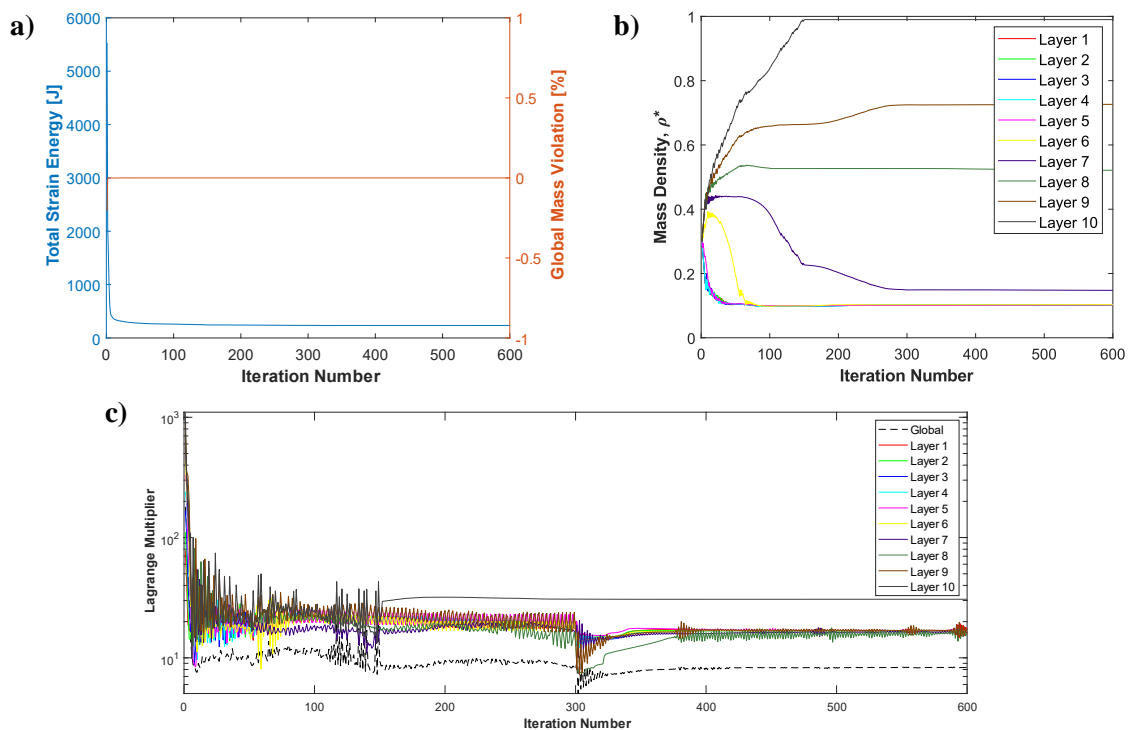 a)
6000
5000
4000
3000
2000
1000
0
Total Strain Energy [J]
1
0.5
0
-0.5
-1
Global Mass Violation [%]
0 100 200 300 400 500 600
Iteration Number
b)
1
0.8
0.6
0.4
0.2
0
Mass Density, ρ*
0 100 200 300 400 500 600
Iteration Number
Layer 1
Layer 2
Layer 3
Layer 4
Layer 5
Layer 6
Layer 7
Layer 8
Layer 9
Layer 10
c)
10³
10²
10¹
Lagrange Multiplier
0 100 200 300 400 500 600
Iteration Number
Global
Layer 1
Layer 2
Layer 3
Layer 4
Layer 5
Layer 6
Layer 7
Layer 8
Layer 9
Layer 10